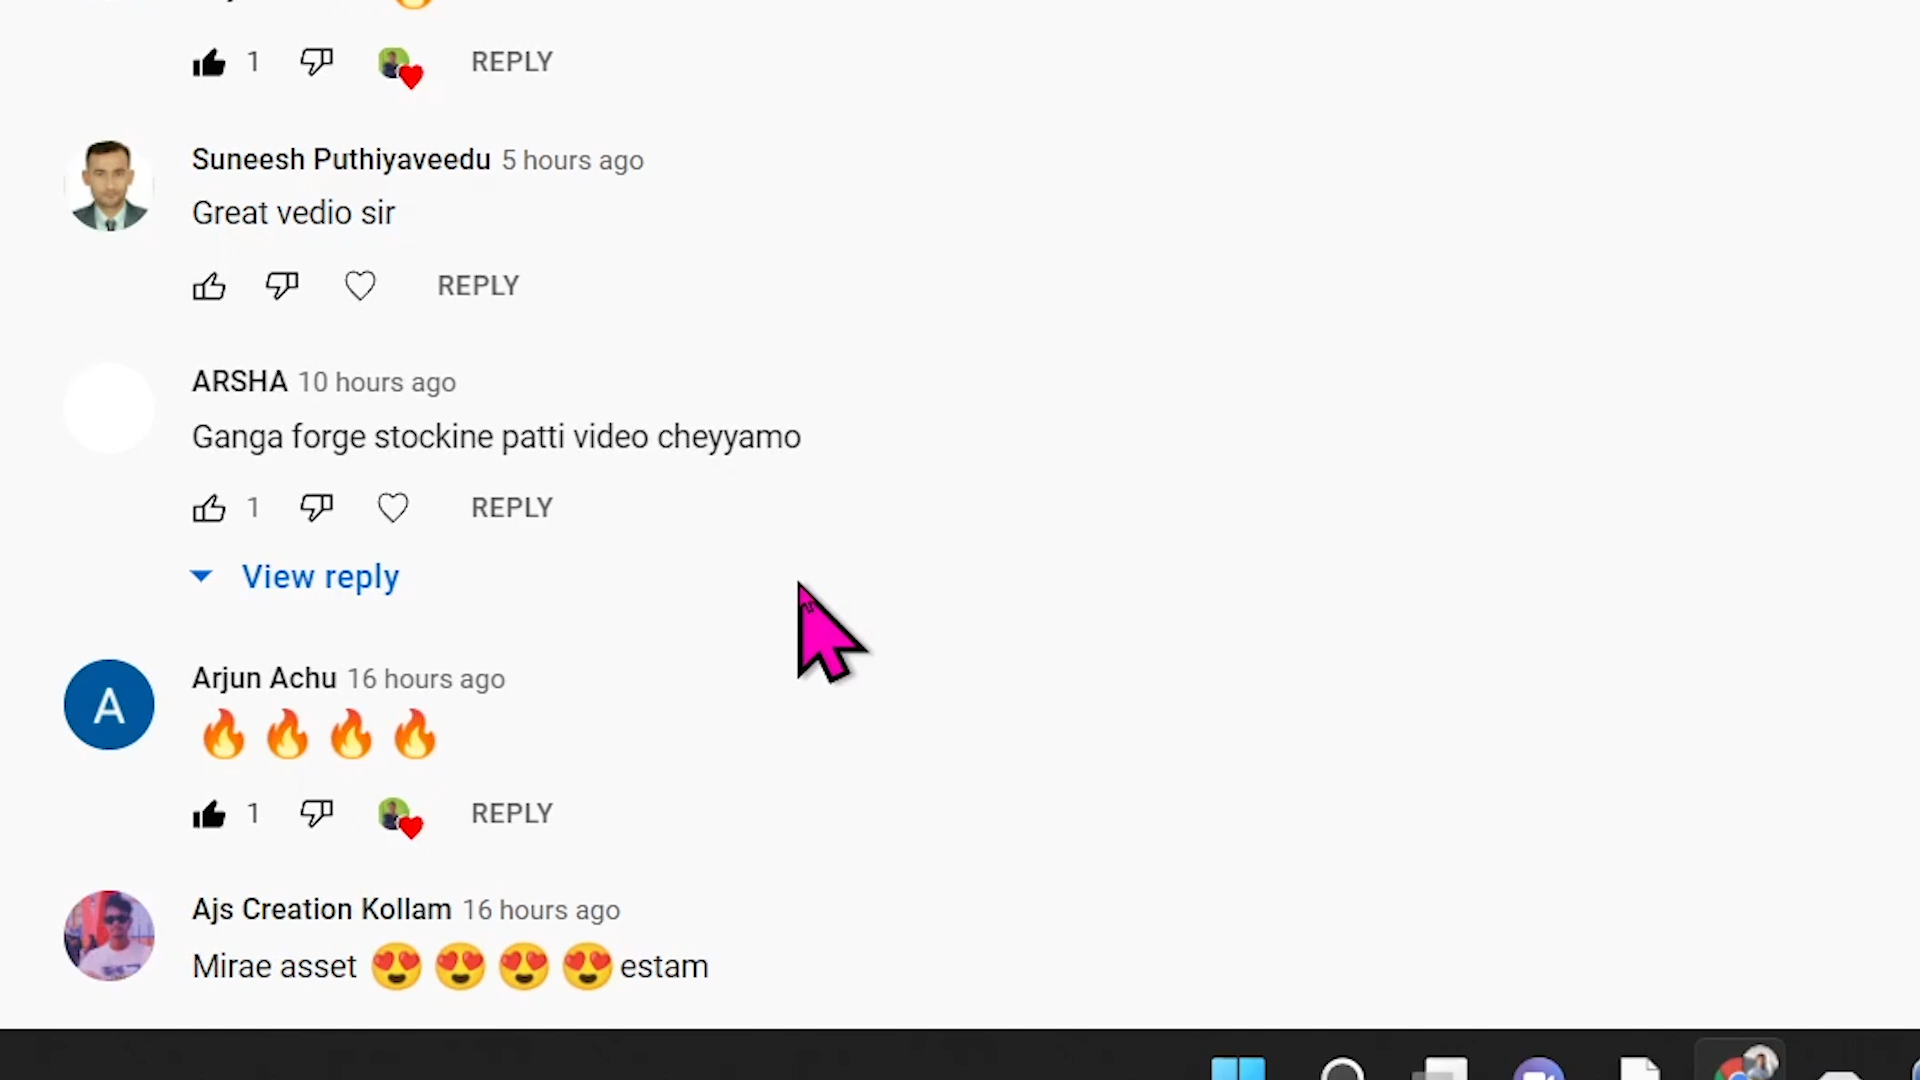 1 REPLY
Suneesh Puthiyaveedu 5 hours ago
Great vedio sir
REPLY
ARSHA 10 hours ago
Ganga forge stockine patti video cheyyamo
1 REPLY
View reply
A
Arjun Achu 16 hours ago
🔥🔥🔥🔥
1 REPLY
Ajs Creation Kollam 16 hours ago
Mirae asset 😍😍😍😍 estam